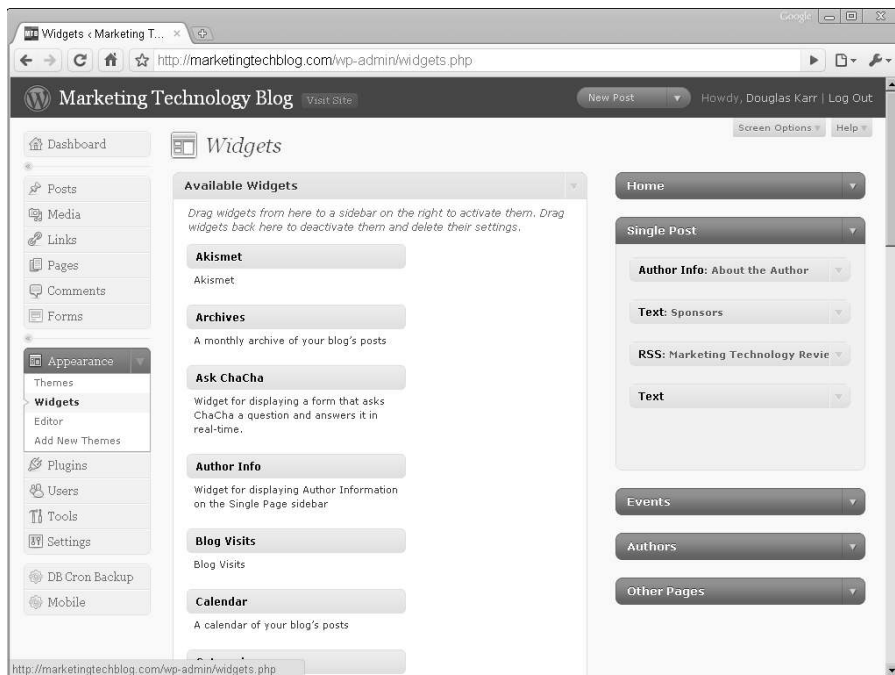 Google
Widgets ‹ Marketing T...
http://marketingtechblog.com/wp-admin/widgets.php
Marketing Technology Blog Visit Site New Post Howdy, Douglas Karr | Log Out
Screen Options Help
Dashboard
Posts
Media
Links
Pages
Comments
Forms
Appearance
Themes
Widgets
Editor
Add New Themes
Plugins
Users
Tools
Settings
DB Cron Backup
Mobile
Widgets
Available Widgets
Drag widgets from here to a sidebar on the right to activate them. Drag
widgets back here to deactivate them and delete their settings.
Akismet
Akismet
Archives
A monthly archive of your blog's posts
Ask ChaCha
Widget for displaying a form that asks
ChaCha a question and answers it in
real-time.
Author Info
Widget for displaying Author Information
on the Single Page sidebar
Blog Visits
Blog Visits
Calendar
A calendar of your blog's posts
Home
Single Post
Author Info: About the Author
Text: Sponsors
RSS: Marketing Technology Revie
Text
Events
Authors
Other Pages
http://marketingtechblog.com/wp-admin/widgets.php